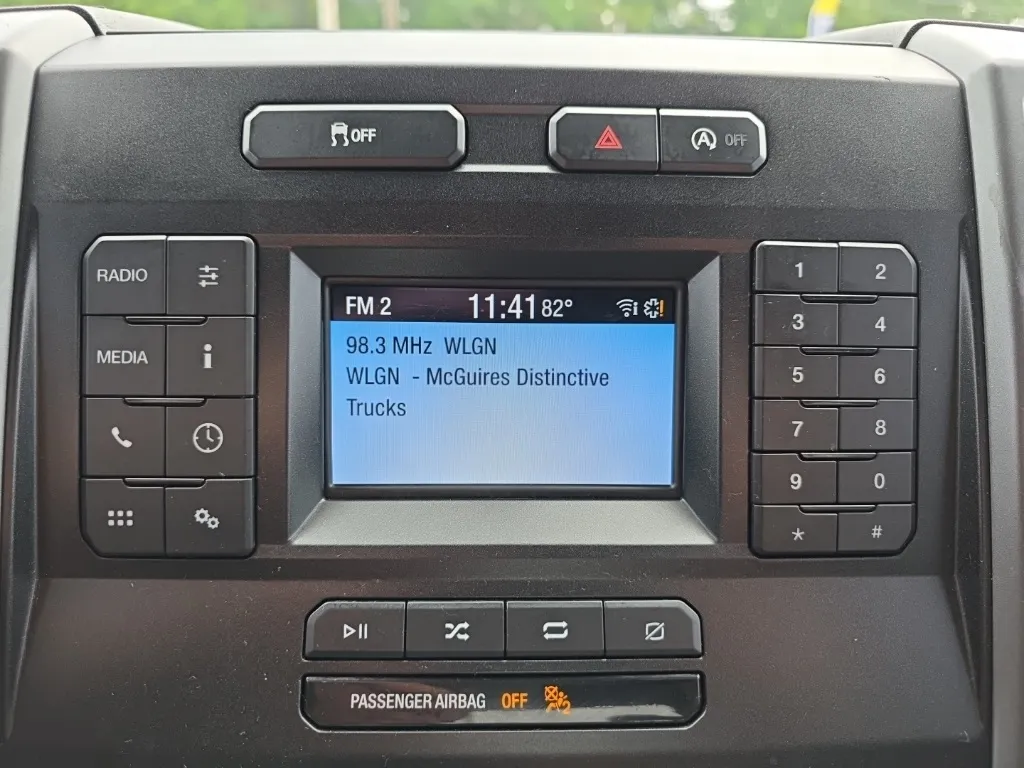 OFF
A OFF
RADIO
MEDIA
i
FM 2 11:41 82° i !
98.3 MHz WLGN
WLGN - McGuires Distinctive
Trucks
1 2
3 4
5 6
7 8
9 0
* #
PASSENGER AIRBAG OFF 2